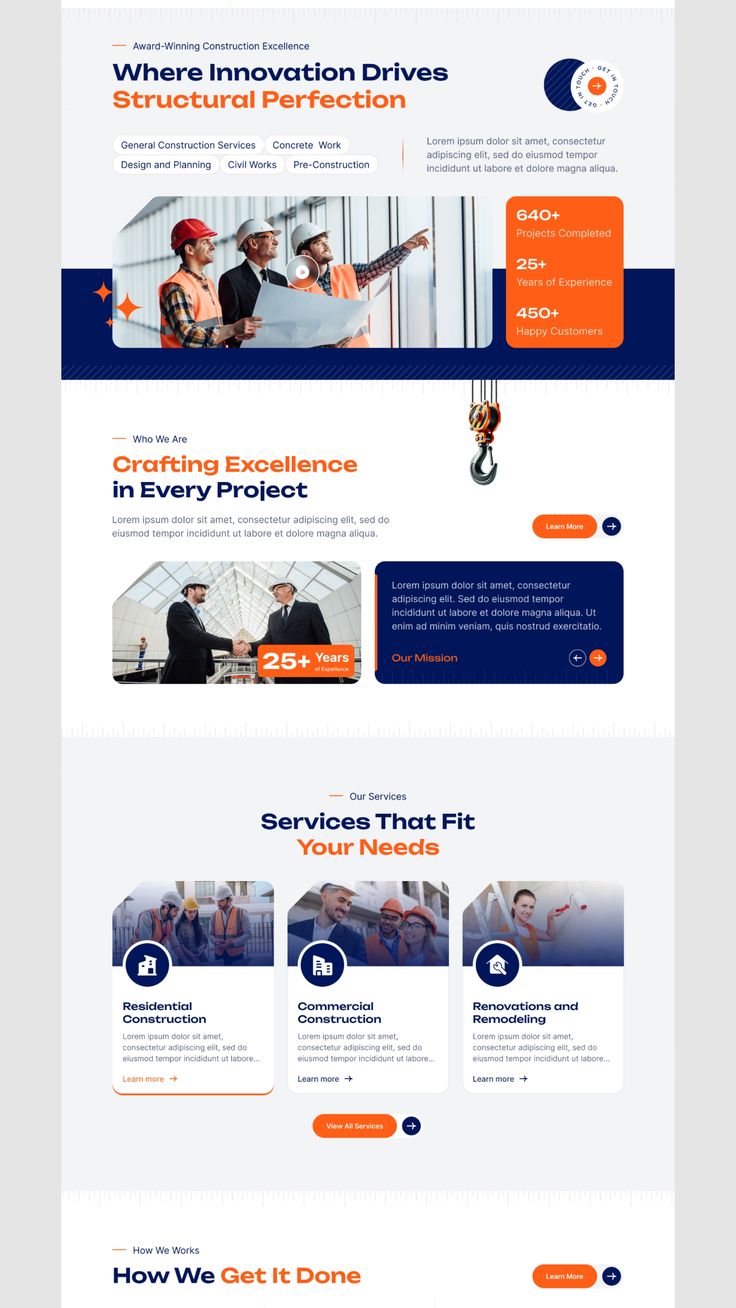 Award-Winning Construction Excellence
Where Innovation Drives
Structural Perfection
GET IN TOUCH · GET IN TOUCH ·
General Construction Services
Concrete  Work
Design and Planning
Civil Works
Pre-Construction
Lorem ipsum dolor sit amet, consectetur
adipiscing elit, sed do eiusmod tempor
incididunt ut labore et dolore magna aliqua.
640+
Projects Completed
25+
Years of Experience
450+
Happy Customers
Who We Are
Crafting Excellence
in Every Project
Lorem ipsum dolor sit amet, consectetur adipiscing elit, sed do
eiusmod tempor incididunt ut labore et dolore magna aliqua.
Learn More
25+ Years
of Experience
Lorem ipsum dolor sit amet, consectetur
adipiscing elit. Sed do eiusmod tempor
incididunt ut labore et dolore magna aliqua. Ut
enim ad minim veniam, quis nostrud exercitatio.
Our Mission
Our Services
Services That Fit
Your Needs
Residential
Construction
Lorem ipsum dolor sit amet,
consectetur adipiscing elit, sed do
eiusmod tempor incididunt ut labore...
Learn more
Commercial
Construction
Lorem ipsum dolor sit amet,
consectetur adipiscing elit, sed do
eiusmod tempor incididunt ut labore...
Learn more
Renovations and
Remodeling
Lorem ipsum dolor sit amet,
consectetur adipiscing elit, sed do
eiusmod tempor incididunt ut labore...
Learn more
View All Services
How We Works
How We Get It Done
Learn More